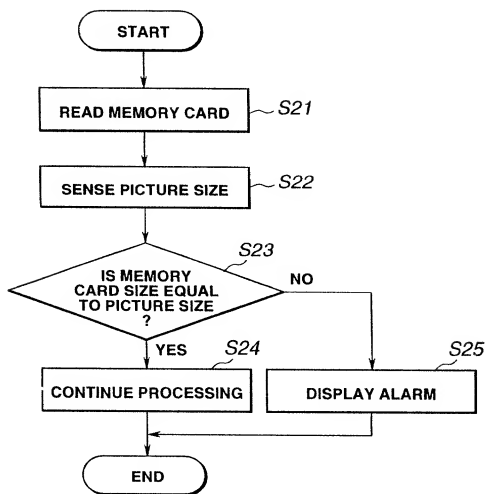 START
READ MEMORY CARD
S21
SENSE PICTURE SIZE
S22
S23
IS MEMORY
CARD SIZE EQUAL
TO PICTURE SIZE
?
NO
YES
S24
CONTINUE PROCESSING
S25
DISPLAY ALARM
END